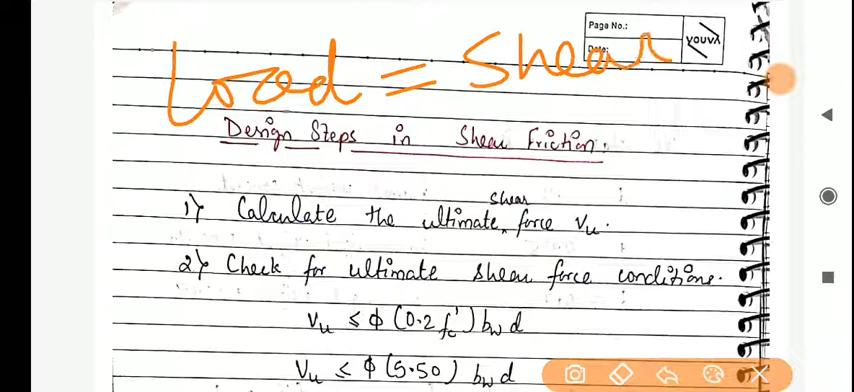 Page No.:
Date:
YOUVA
Load = Shear
Design Steps in Shear Friction.
1) Calculate the ultimate shear force Vu.
2) Check for ultimate shear force conditions.
Vu ≤ ϕ (0.2 fc') bw d
Vu ≤ ϕ (5.50) bw d